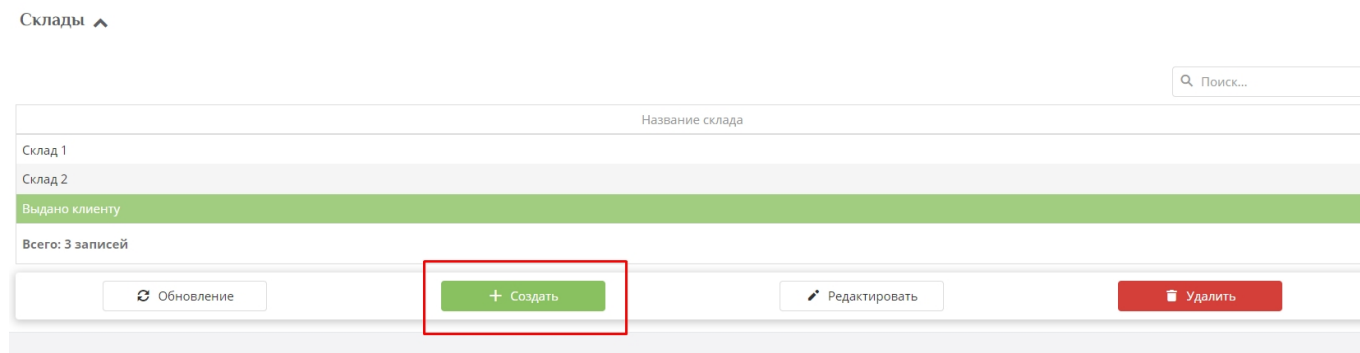 Склады
Поиск...
Название склада
Склад 1
Склад 2
Выдано клиенту
Всего: 3 записей
Обновление
Создать
Редактировать
Удалить